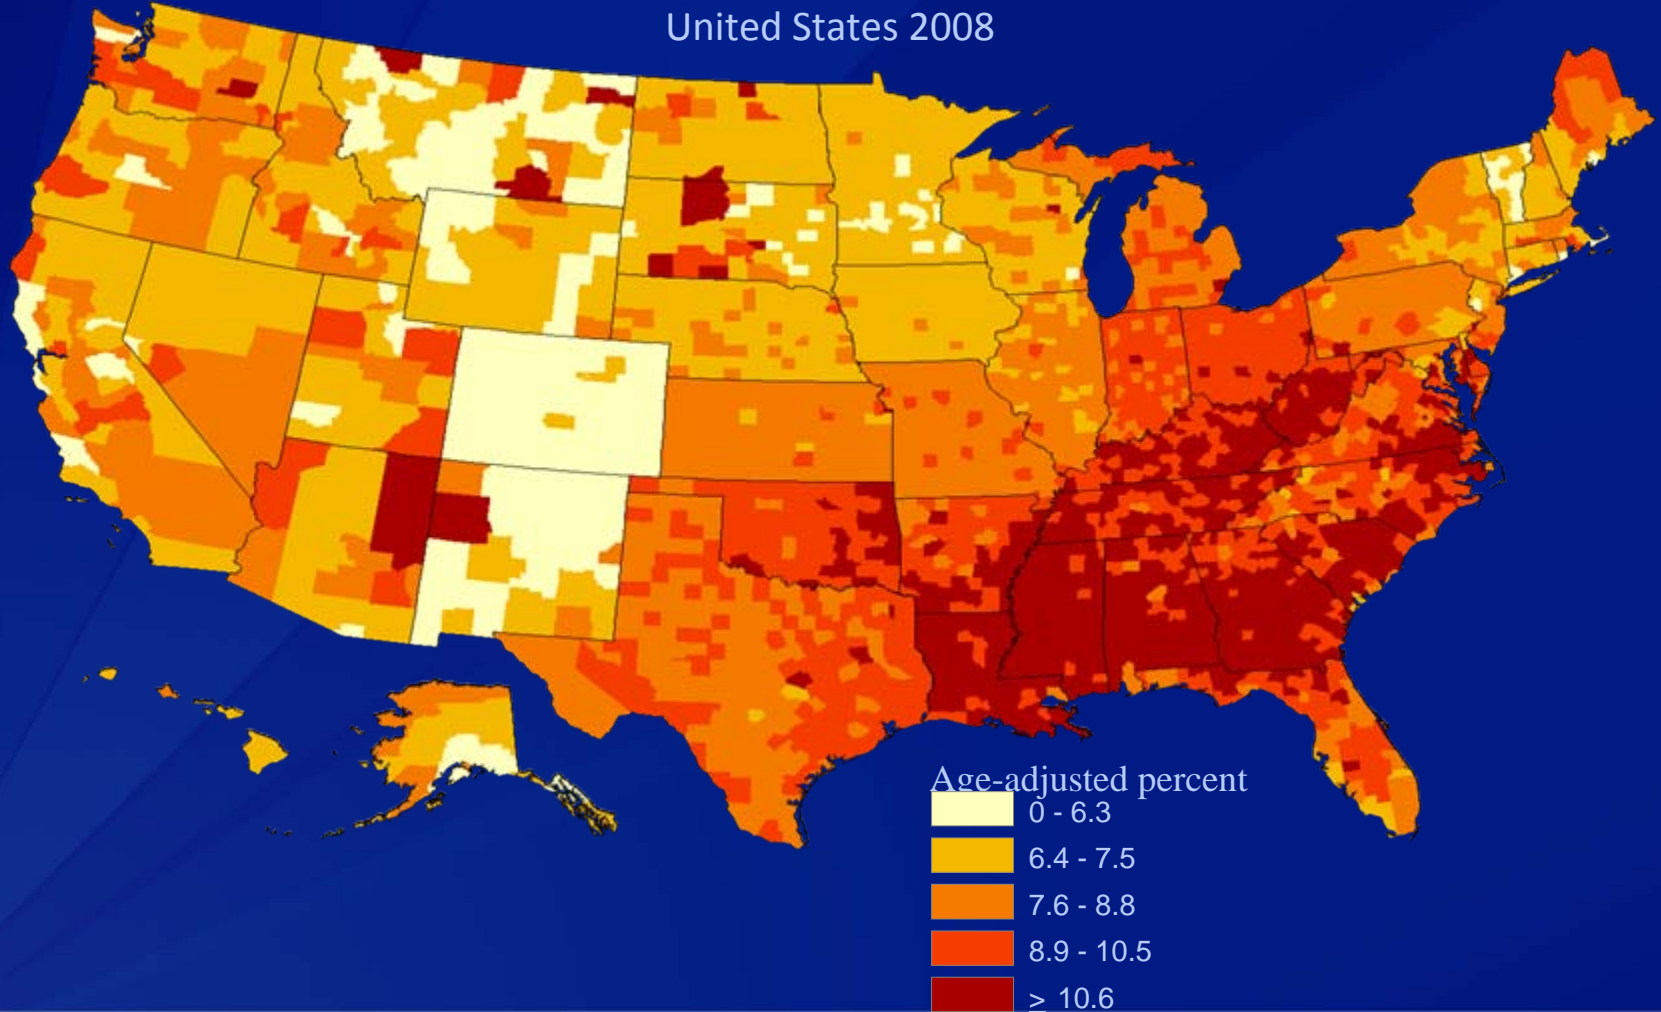 United States 2008
Age-adjusted percent
0 - 6.3
6.4 - 7.5
7.6 - 8.8
8.9 - 10.5
≥ 10.6